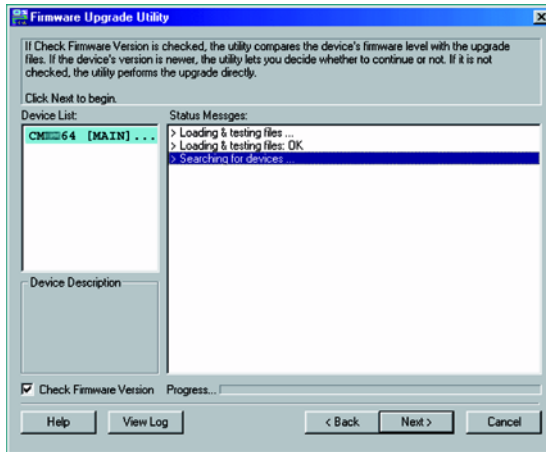 Firmware Upgrade Utility
If Check Firmware Version is checked, the utility compares the device's firmware level with the upgrade
files. If the device's version is newer, the utility lets you decide whether to continue or not. If it is not
checked, the utility performs the upgrade directly.
Click Next to begin.
Device List:
Status Messges:
64 [MAIN]...
> Loading & testing files ...
> Loading & testing files: OK
> Searching for devices ...
Device Description
Check Firmware Version
Progress...
Help
View Log
< Back
Next >
Cancel